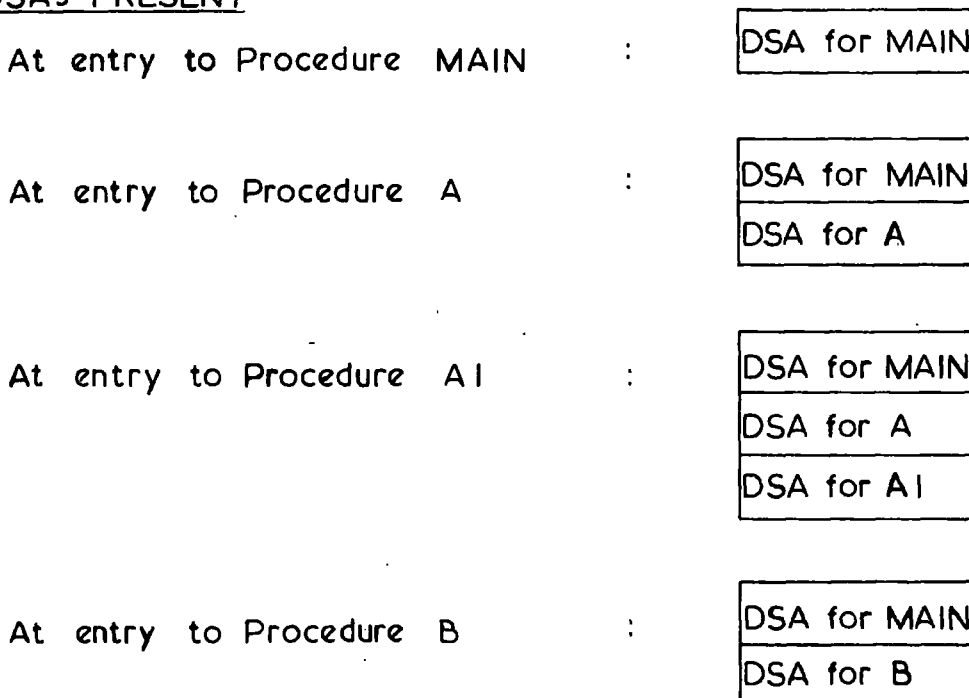 DSAs PRESENT
At entry to Procedure MAIN : DSA for MAIN
At entry to Procedure A : DSA for MAIN
DSA for A
At entry to Procedure A1 : DSA for MAIN
DSA for A
DSA for A1
At entry to Procedure B : DSA for MAIN
DSA for B